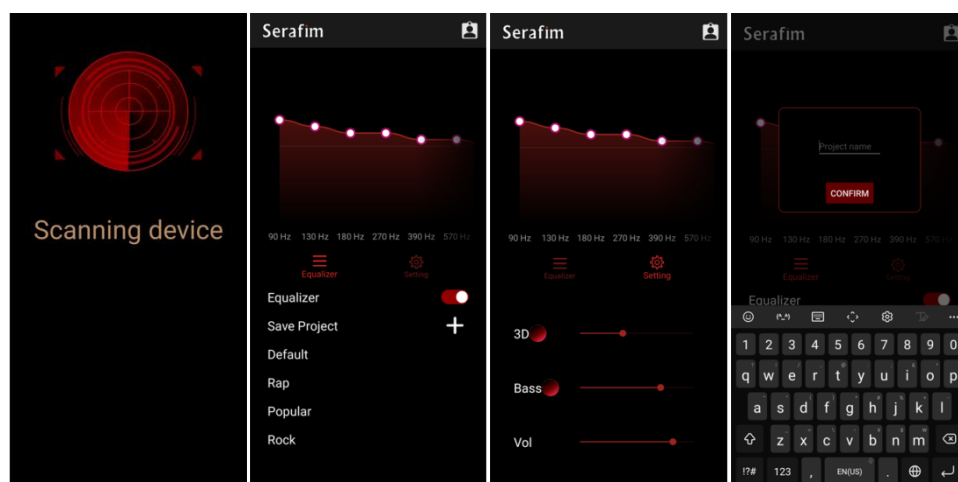 Scanning device
Serafim
90 Hz 130 Hz 180 Hz 270 Hz 390 Hz 570 Hz
Equalizer Setting
Equalizer
Save Project
Default
Rap
Popular
Rock
Serafim
90 Hz 130 Hz 180 Hz 270 Hz 390 Hz 570 Hz
Equalizer Setting
3D
Bass
Vol
Serafim
Project name
CONFIRM
90 Hz 130 Hz 180 Hz 270 Hz 390 Hz 570 Hz
Equalizer Setting
Equalizer
1 2 3 4 5 6 7 8 9 0
q w e r t y u i o p
a s d f g h j k l
z x c v b n m
!?# 123 , EN(US) .